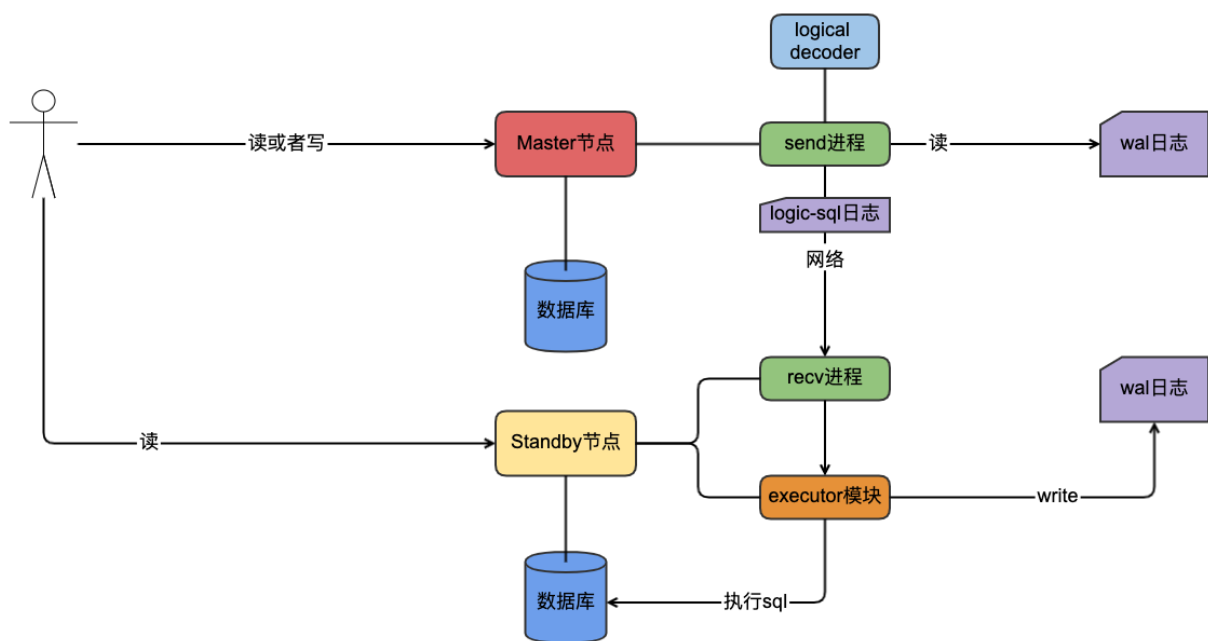 logical
decoder
读或者写
Master节点
send进程
读
wal日志
logic-sql日志
网络
数据库
recv进程
wal日志
读
Standby节点
executor模块
write
数据库
执行sql